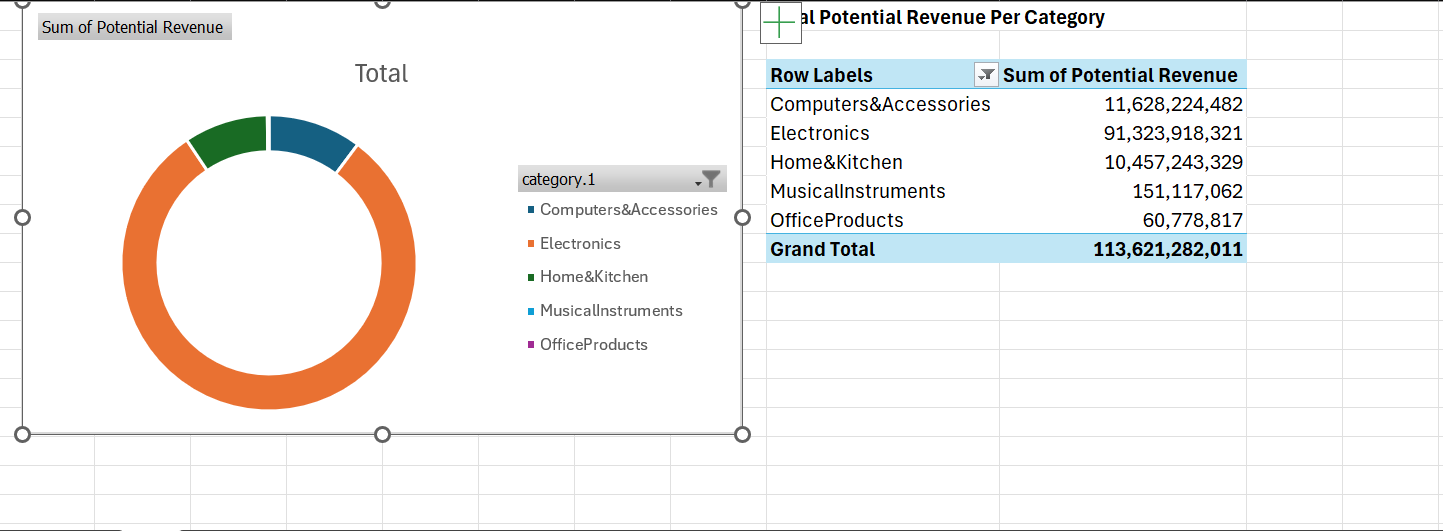 Sum of Potential Revenue
Total
category.1
Computers&Accessories
Electronics
Home&Kitchen
MusicalInstruments
OfficeProducts
Potential Revenue Per Category
Row Labels Sum of Potential Revenue
Computers&Accessories 11,628,224,482
Electronics 91,323,918,321
Home&Kitchen 10,457,243,329
MusicalInstruments 151,117,062
OfficeProducts 60,778,817
Grand Total 113,621,282,011